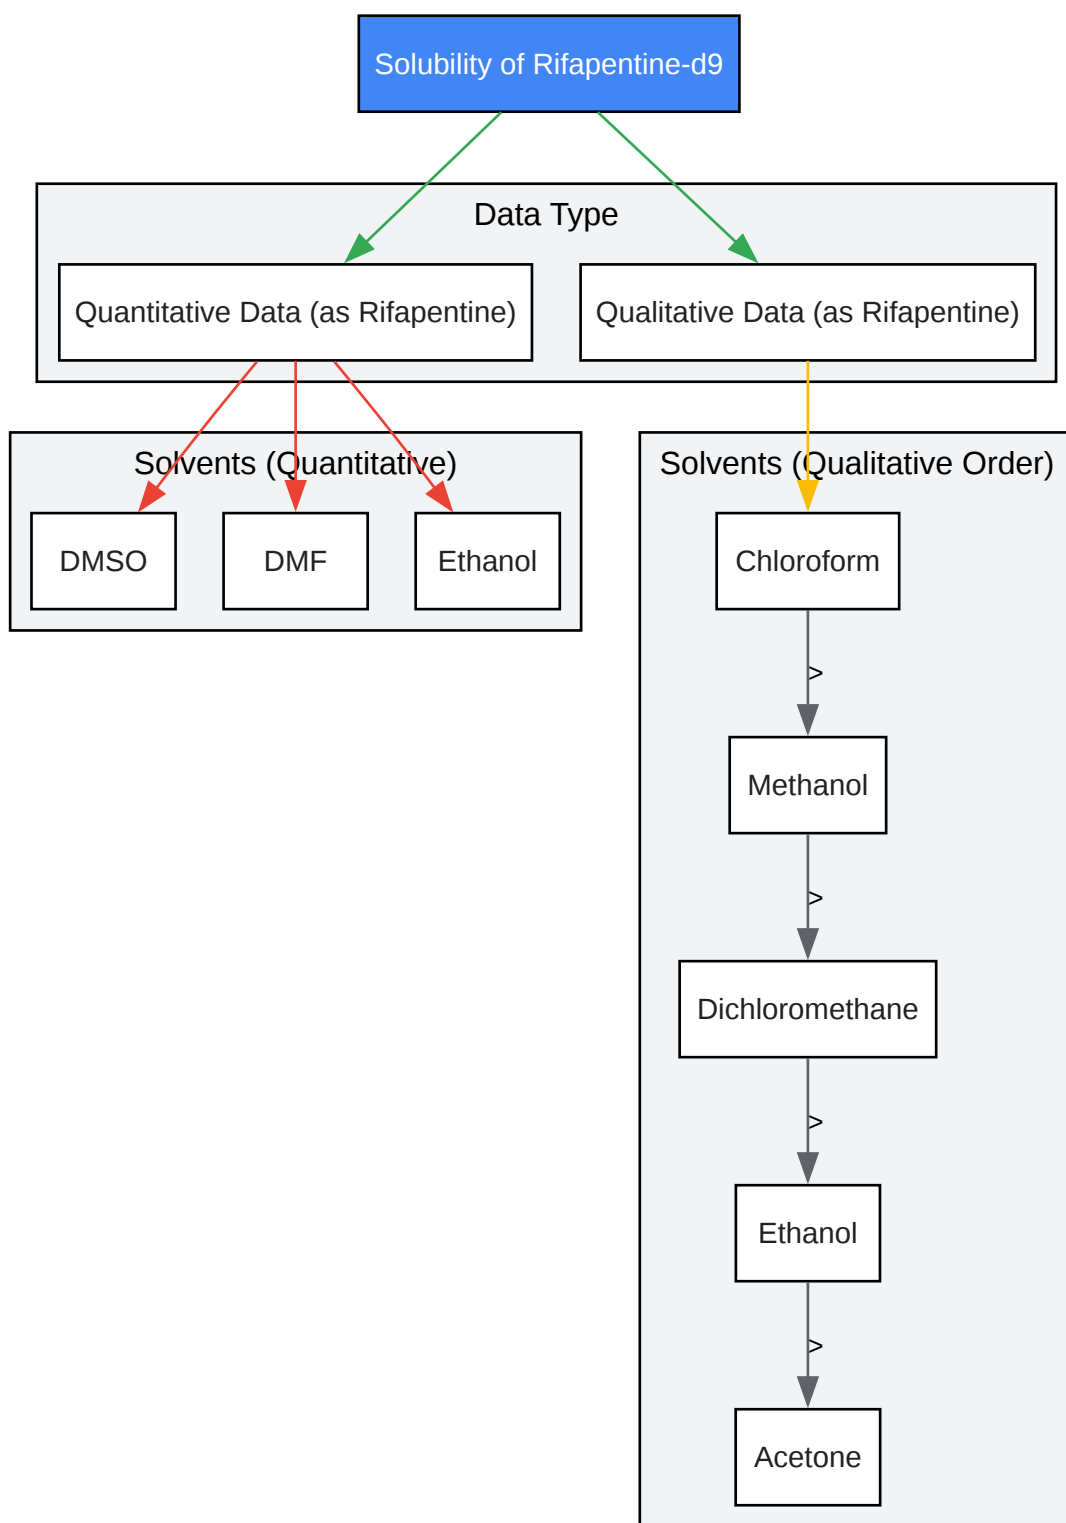 Solubility of Rifapentine-d9
Data Type
Quantitative Data (as Rifapentine)
Qualitative Data (as Rifapentine)
Solvents (Quantitative)
DMSO
DMF
Ethanol
Solvents (Qualitative Order)
Chloroform
>
Methanol
>
Dichloromethane
>
Ethanol
>
Acetone